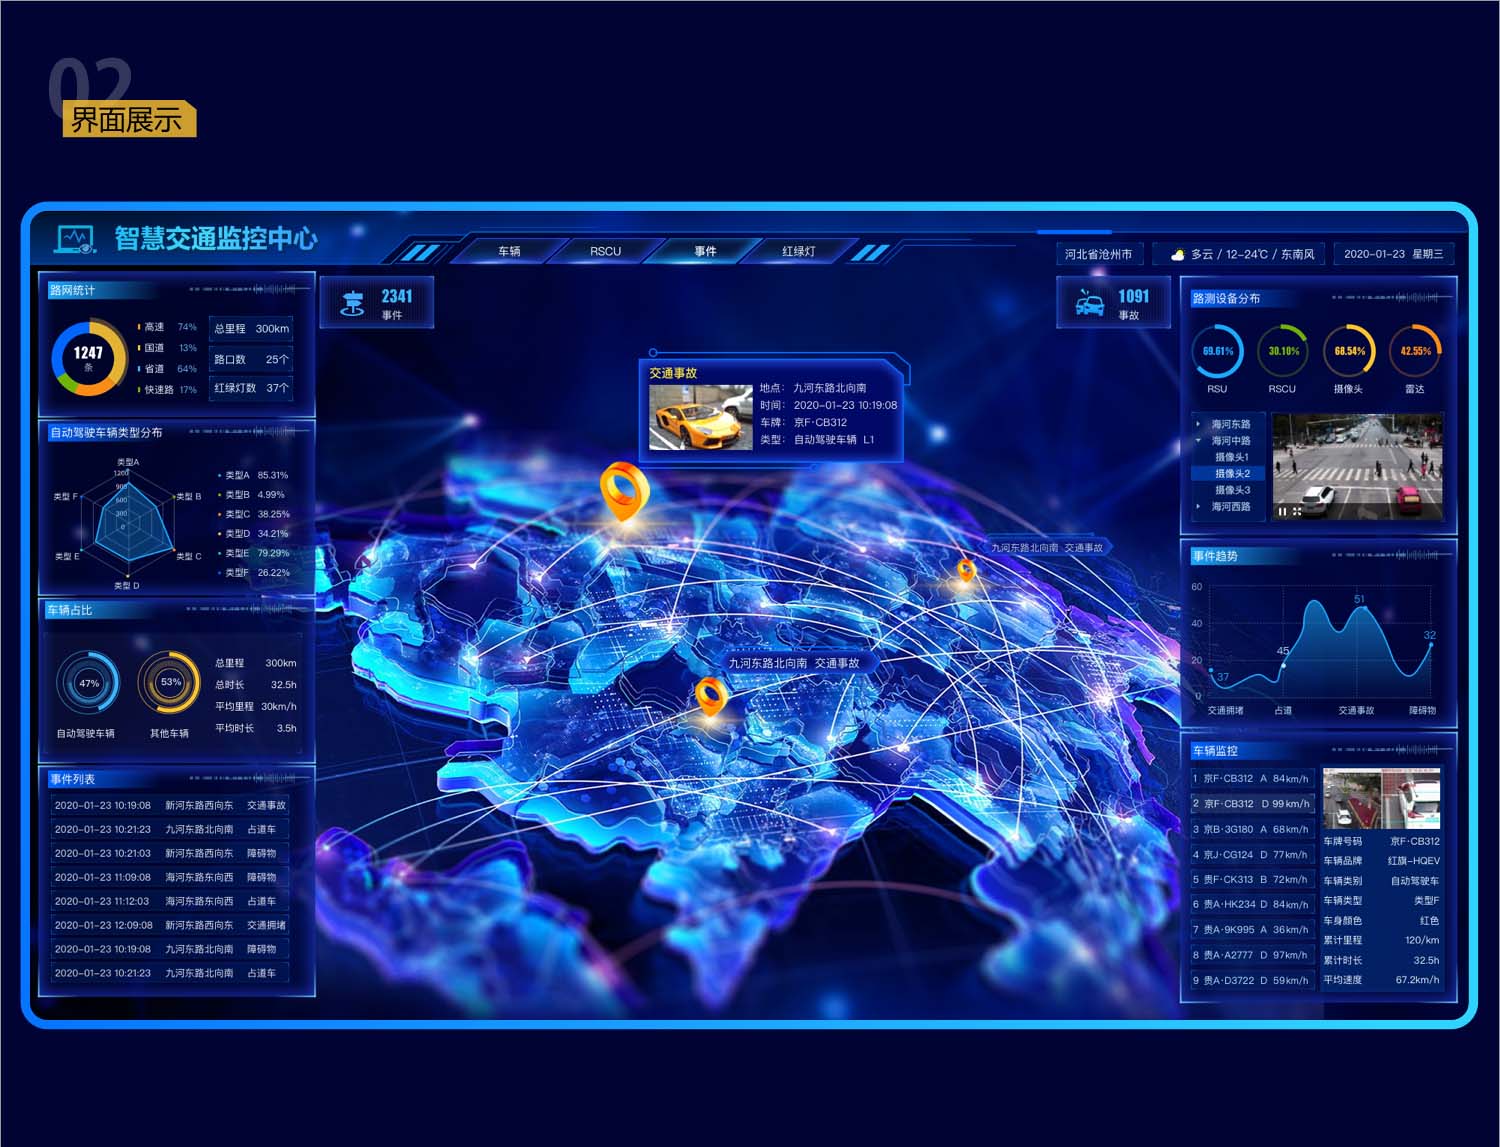 02
界面展示
智慧交通监控中心
车辆
RSCU
事件
红绿灯
河北省沧州市
多云 / 12-24℃ / 东南风
2020-01-23 星期三
路网统计
1247
条
高速 74%
国道 13%
省道 64%
快速路 17%
总里程 300km
路口数 25个
红绿灯数 37个
自动驾驶车辆类型分布
类型A
1200
900
600
300
0
类型 B
类型 C
类型 D
类型 E
类型 F
类型A 85.31%
类型B 4.99%
类型C 38.25%
类型D 34.21%
类型E 79.29%
类型F 26.22%
车辆占比
47%
自动驾驶车辆
53%
其他车辆
总里程 300km
总时长 32.5h
平均里程 30km/h
平均时长 3.5h
事件列表
2020-01-23 10:19:08 新河东路西向东 交通事故
2020-01-23 10:21:23 九河东路北向南 占道车
2020-01-23 10:21:03 新河东路西向东 障碍物
2020-01-23 11:09:08 海河东路东向西 障碍物
2020-01-23 11:12:03 海河东路东向西 占道车
2020-01-23 12:09:08 新河东路西向东 交通拥堵
2020-01-23 10:19:08 九河东路北向南 障碍物
2020-01-23 10:21:23 九河东路北向南 占道车
2341
事件
1091
事故
交通事故
地点： 九河东路北向南
时间： 2020-01-23 10:19:08
车牌： 京F·CB312
类型： 自动驾驶车辆 L1
九河东路北向南 交通事故
九河东路北向南 交通事故
路测设备分布
69.61%
RSU
30.10%
RSCU
68.54%
摄像头
42.55%
雷达
海河东路
海河中路
摄像头1
摄像头2
摄像头3
海河西路
事件趋势
60
40
20
0
37
45
51
32
交通拥堵
占道
交通事故
障碍物
车辆监控
1 京F·CB312 A 84km/h
2 京F·CB312 D 99km/h
3 京B·3G180 A 68km/h
4 京J·CG124 D 77km/h
5 贵F·CK313 B 72km/h
6 贵A·HK234 D 84km/h
7 贵A·9K995 A 36km/h
8 贵A·A2777 D 97km/h
9 贵A·D3722 D 59km/h
车牌号码 京F·CB312
车辆品牌 红旗-HQEV
车辆类别 自动驾驶车
车辆类型 类型F
车身颜色 红色
累计里程 120/km
累计时长 32.5h
平均速度 67.2km/h